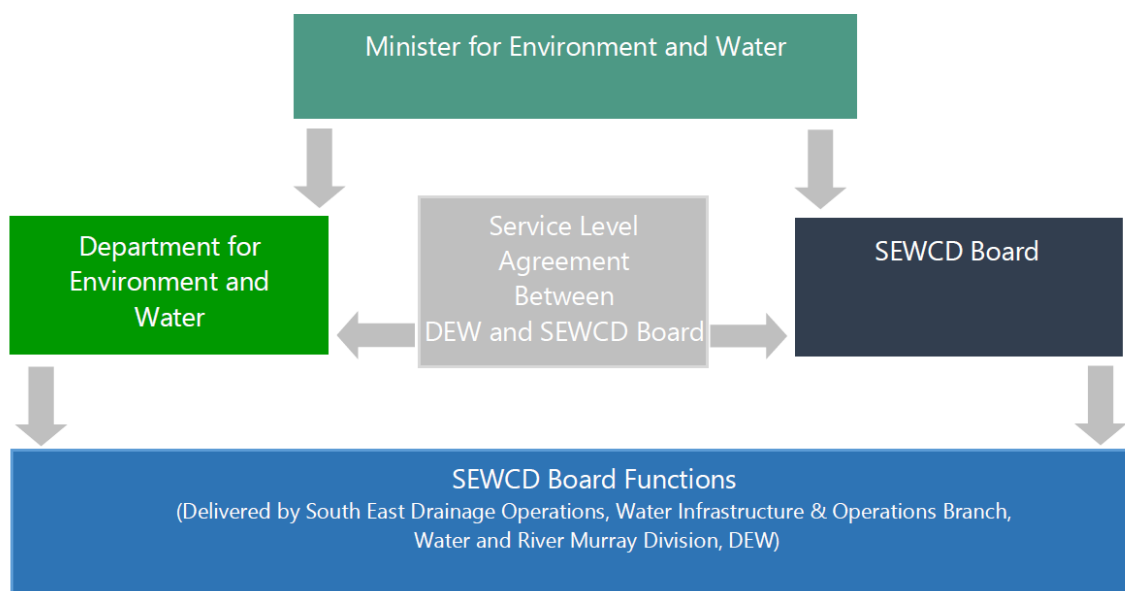 Minister for Environment and Water
Department for
Environment and
Water
Service Level
Agreement
Between
DEW and SEWCD Board
SEWCD Board
SEWCD Board Functions
(Delivered by South East Drainage Operations, Water Infrastructure & Operations Branch,
Water and River Murray Division, DEW)